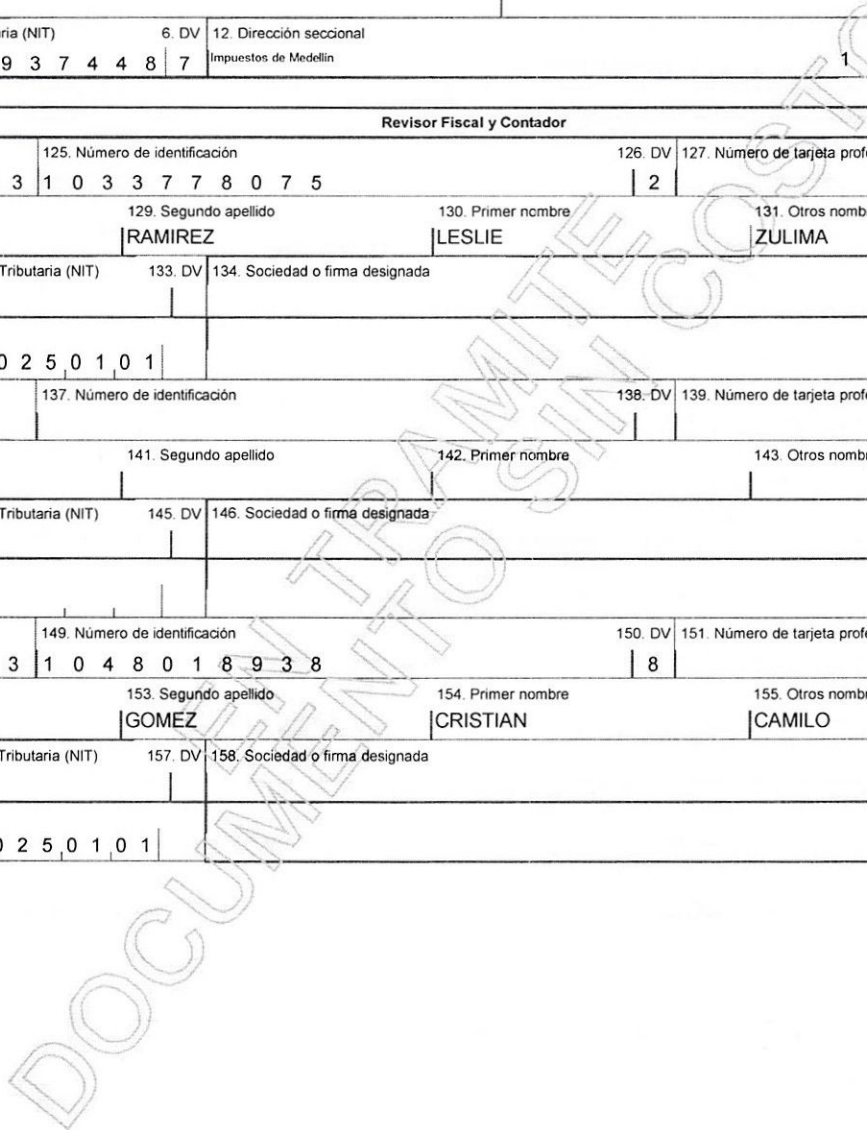 ria (NIT) 6. DV 12. Dirección seccional
9 3 7 4 4 8 7 Impuestos de Medellín 1
Revisor Fiscal y Contador
125. Número de identificación 126. DV 127. Número de tarjeta profe
3 1 0 3 3 7 7 8 0 7 5 2
129. Segundo apellido 130. Primer nombre 131. Otros nombr
RAMIREZ LESLIE ZULIMA
Tributaria (NIT) 133. DV 134. Sociedad o firma designada
0 2 5 0 1 0 1
137. Número de identificación 138. DV 139. Número de tarjeta profe
141. Segundo apellido 142. Primer nombre 143. Otros nombr
Tributaria (NIT) 145. DV 146. Sociedad o firma designada
149. Número de identificación 150. DV 151. Número de tarjeta profe
3 1 0 4 8 0 1 8 9 3 8 8
153. Segundo apellido 154. Primer nombre 155. Otros nombr
GOMEZ CRISTIAN CAMILO
Tributaria (NIT) 157. DV 158. Sociedad o firma designada
0 2 5 0 1 0 1
EN TRAMITE
DOCUMENTO SIN COSTO